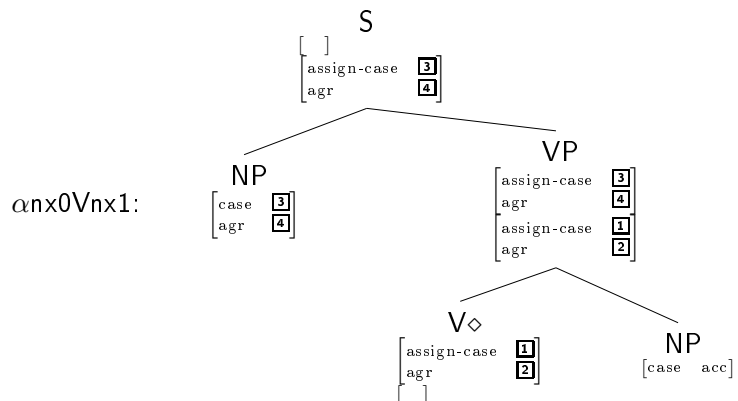 S
[ ]
assign-case 3
agr 4
NP
case 3
agr 4
VP
assign-case 3
agr 4
assign-case 1
agr 2
αnx0Vnx1:
V◇
assign-case 1
agr 2
[ ]
NP
[case acc]